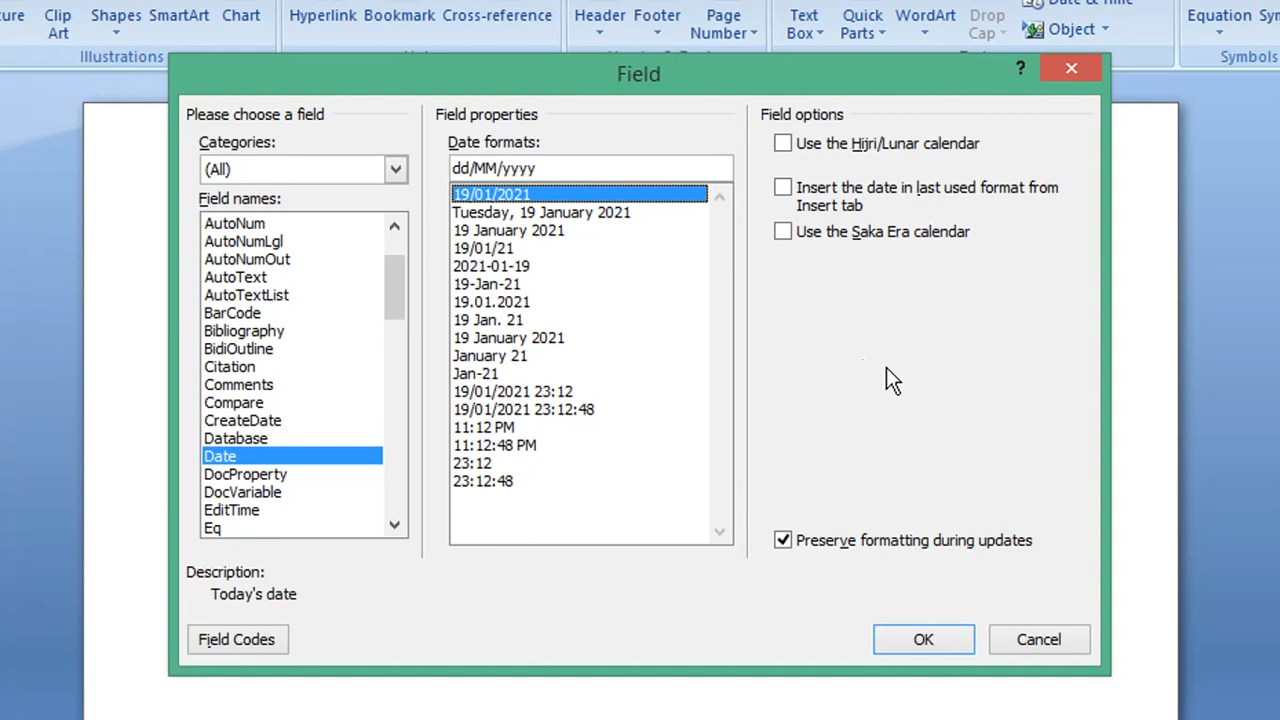 Clip
Art
Shapes
SmartArt
Chart
Hyperlink
Bookmark
Cross-reference
Header
Footer
Page
Number
Text
Box
Quick
Parts
WordArt
Drop
Cap
Object
Equation
Illustrations
Symbols
Field
?
Please choose a field
Categories:
(All)
Field names:
AutoNum
AutoNumLgl
AutoNumOut
AutoText
AutoTextList
BarCode
Bibliography
BidiOutline
Citation
Comments
Compare
CreateDate
Database
Date
DocProperty
DocVariable
EditTime
Eq
Field properties
Date formats:
dd/MM/yyyy
19/01/2021
Tuesday, 19 January 2021
19 January 2021
19/01/21
2021-01-19
19-Jan-21
19.01.2021
19 Jan. 21
19 January 2021
January 21
Jan-21
19/01/2021 23:12
19/01/2021 23:12:48
11:12 PM
11:12:48 PM
23:12
23:12:48
Field options
Use the Hijri/Lunar calendar
Insert the date in last used format from
Insert tab
Use the Saka Era calendar
Preserve formatting during updates
Description:
Today's date
Field Codes
OK
Cancel